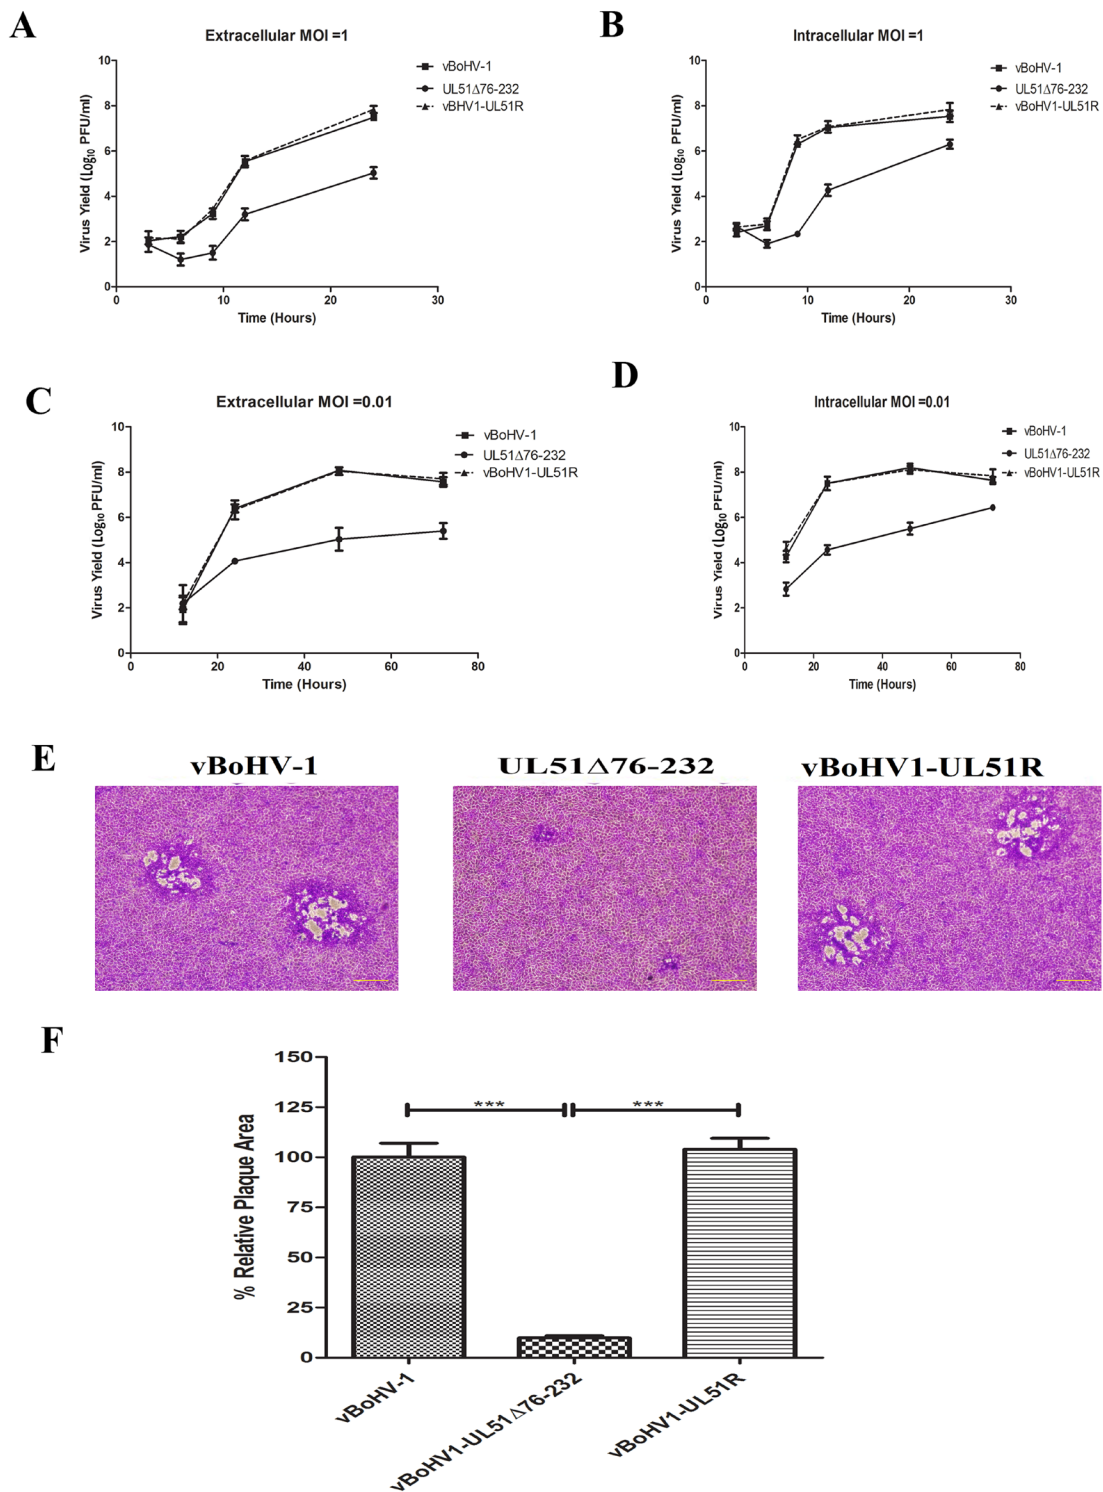 A
Extracellular MOI =1
Virus Yield (Log10 PFU/ml)
10
8
6
4
2
0
0
10
20
30
Time (Hours)
vBoHV-1
UL51Δ76-232
vBHV1-UL51R
B
Intracellular MOI =1
Virus Yield (Log10 PFU/ml)
10
8
6
4
2
0
0
10
20
30
Time (Hours)
vBoHV-1
UL51Δ76-232
vBoHV1-UL51R
C
Extracellular MOI =0.01
Virus Yield (Log10 PFU/ml)
10
8
6
4
2
0
0
20
40
60
80
Time (Hours)
vBoHV-1
UL51Δ76-232
vBoHV1-UL51R
D
Intracellular MOI =0.01
Virus Yield (Log10 PFU/ml)
10
8
6
4
2
0
0
20
40
60
80
Time (Hours)
vBoHV-1
UL51Δ76-232
vBoHV1-UL51R
E
vBoHV-1
UL51Δ76-232
vBoHV1-UL51R
F
% Relative Plaque Area
150
125
100
75
50
25
0
***
***
vBoHV-1
vBoHV1-UL51Δ76-232
vBoHV1-UL51R